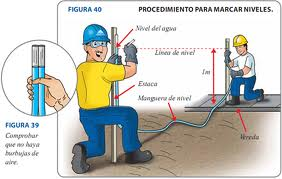 FIGURA 40
PROCEDIMIENTO PARA MARCAR NIVELES.
Nivel del agua
Línea de nivel
1m
Estaca
Manguera de nivel
Vereda
FIGURA 39
Comprobar
que no haya
burbujas de
aire.